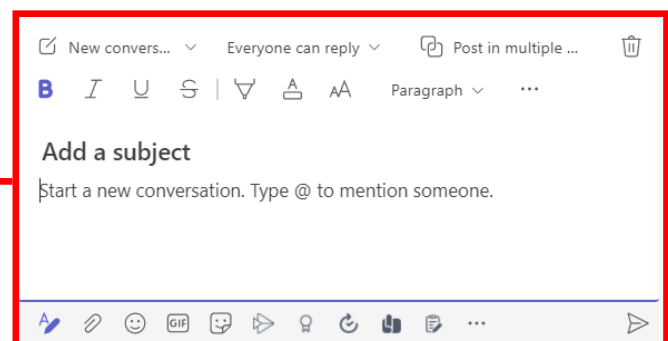 New convers... Everyone can reply Post in multiple ...
B I U S A AA Paragraph ...
Add a subject
Start a new conversation. Type @ to mention someone.
A GIF ...